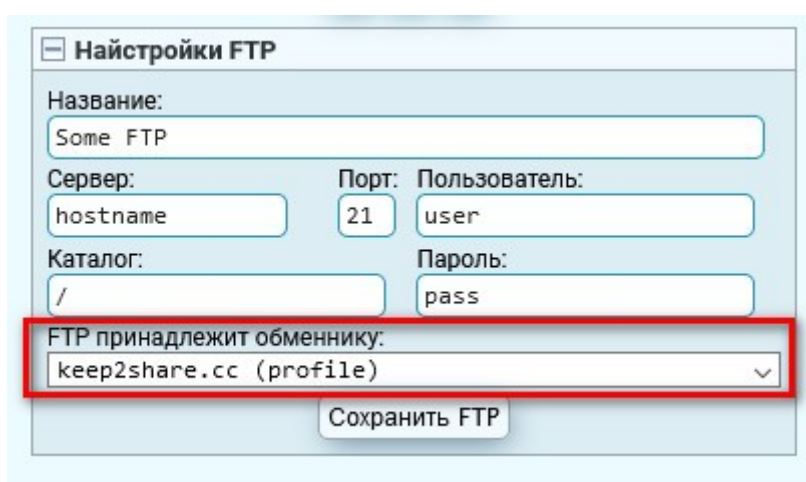 Найстройки FTP
Название:
Some FTP
Сервер: Порт: Пользователь:
hostname 21 user
Каталог: Пароль:
/ pass
FTP принадлежит обменнику:
keep2share.cc (profile)
Сохранить FTP